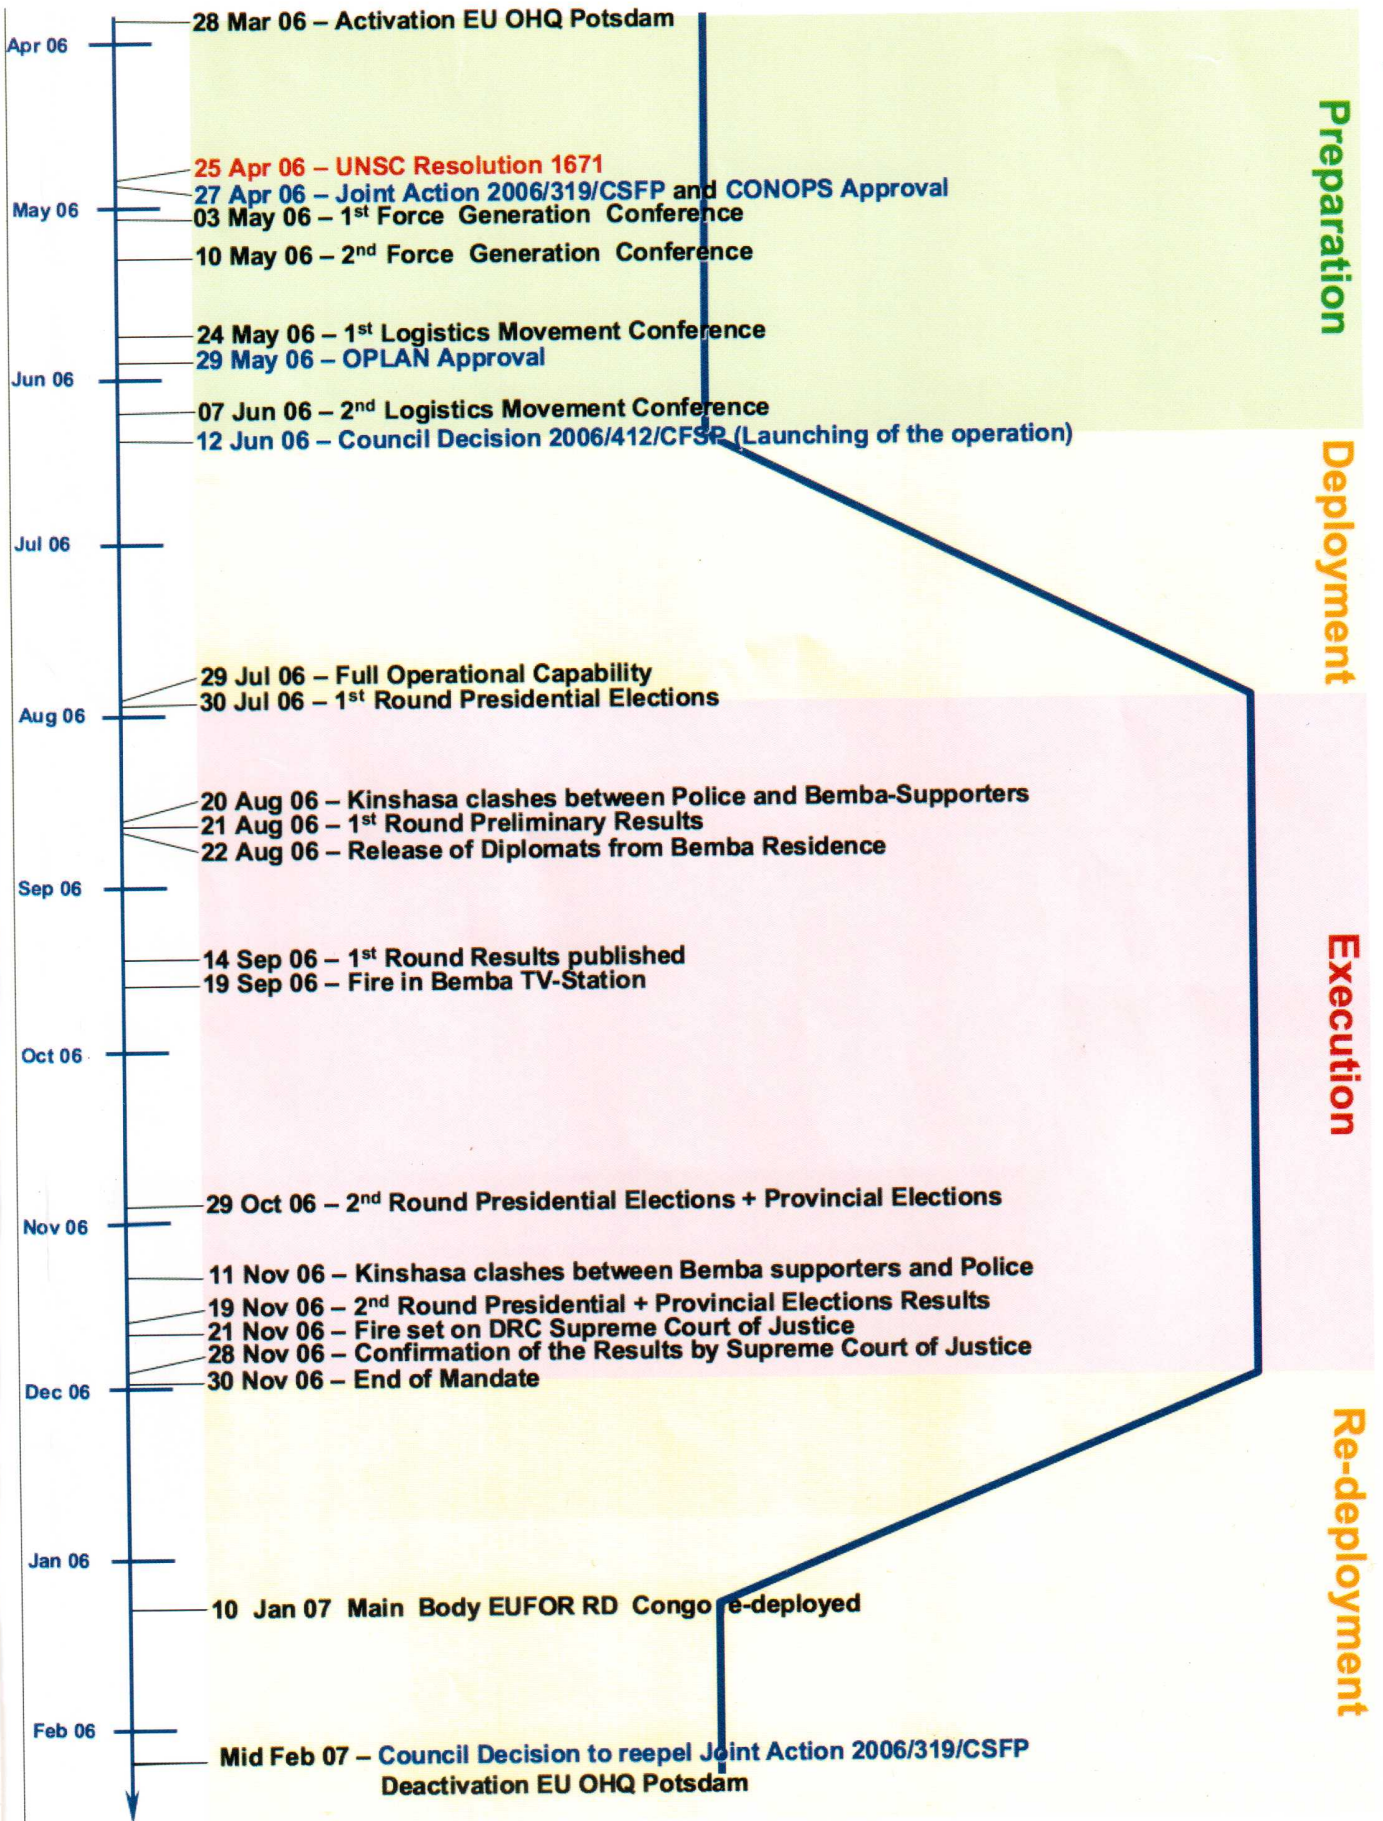 28 Mar 06 – Activation EU OHQ Potsdam
Apr 06
25 Apr 06 – UNSC Resolution 1671
27 Apr 06 – Joint Action 2006/319/CSFP and CONOPS Approval
May 06
03 May 06 – 1st Force Generation Conference
10 May 06 – 2nd Force Generation Conference
24 May 06 – 1st Logistics Movement Conference
29 May 06 – OPLAN Approval
Jun 06
07 Jun 06 – 2nd Logistics Movement Conference
12 Jun 06 – Council Decision 2006/412/CFSP (Launching of the operation)
Preparation
Jul 06
29 Jul 06 – Full Operational Capability
30 Jul 06 – 1st Round Presidential Elections
Deployment
Aug 06
20 Aug 06 – Kinshasa clashes between Police and Bemba-Supporters
21 Aug 06 – 1st Round Preliminary Results
22 Aug 06 – Release of Diplomats from Bemba Residence
Sep 06
14 Sep 06 – 1st Round Results published
19 Sep 06 – Fire in Bemba TV-Station
Oct 06
Execution
29 Oct 06 – 2nd Round Presidential Elections + Provincial Elections
Nov 06
11 Nov 06 – Kinshasa clashes between Bemba supporters and Police
19 Nov 06 – 2nd Round Presidential + Provincial Elections Results
21 Nov 06 – Fire set on DRC Supreme Court of Justice
28 Nov 06 – Confirmation of the Results by Supreme Court of Justice
30 Nov 06 – End of Mandate
Dec 06
Jan 06
10 Jan 07 Main Body EUFOR RD Congo re-deployed
Re-deployment
Feb 06
Mid Feb 07 – Council Decision to reepel Joint Action 2006/319/CSFP
Deactivation EU OHQ Potsdam